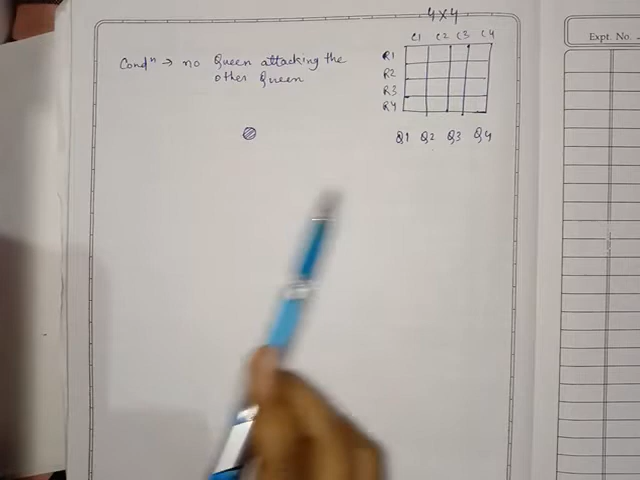 4x4
Condⁿ → no Queen attacking the
other Queen
C1 C2 C3 C4
R1
R2
R3
R4
Q1 Q2 Q3 Q4
Expt. No.